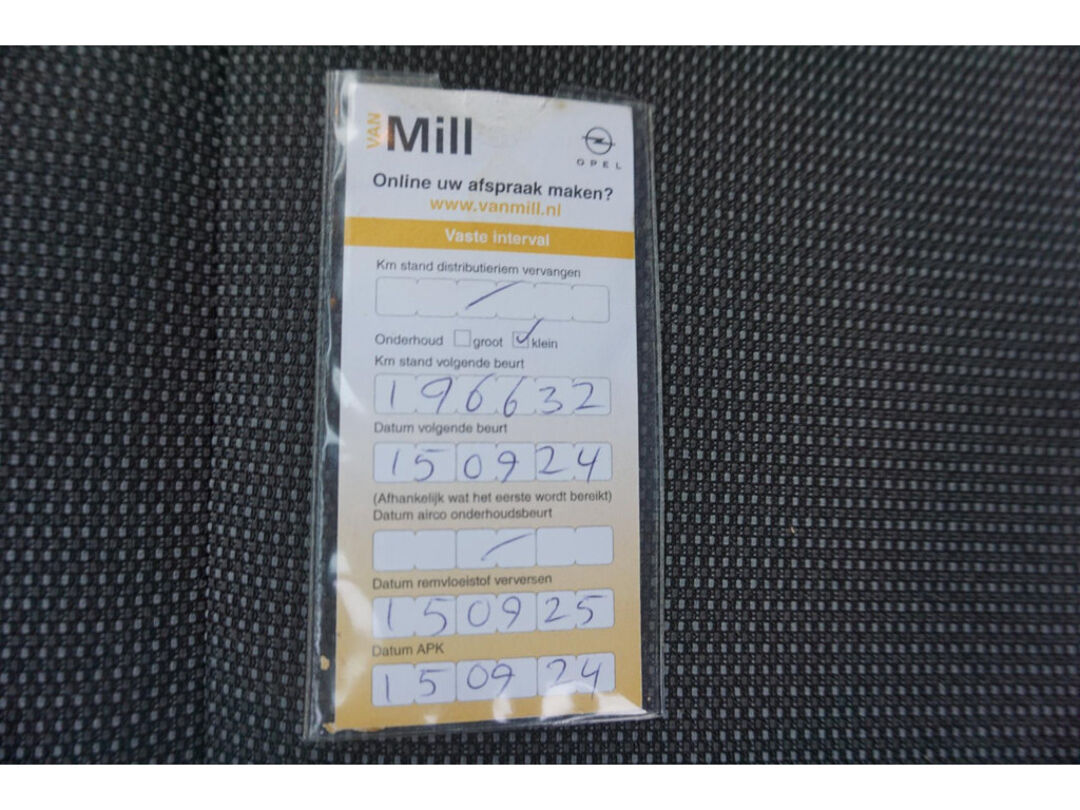 VAN Mill
OPEL
Online uw afspraak maken?
www.vanmill.nl
Vaste interval
Km stand distributieriem vervangen
Onderhoud groot klein
Km stand volgende beurt
196632
Datum volgende beurt
150924
(Afhankelijk wat het eerste wordt bereikt)
Datum airco onderhoudsbeurt
Datum remvloeistof verversen
150925
Datum APK
150924